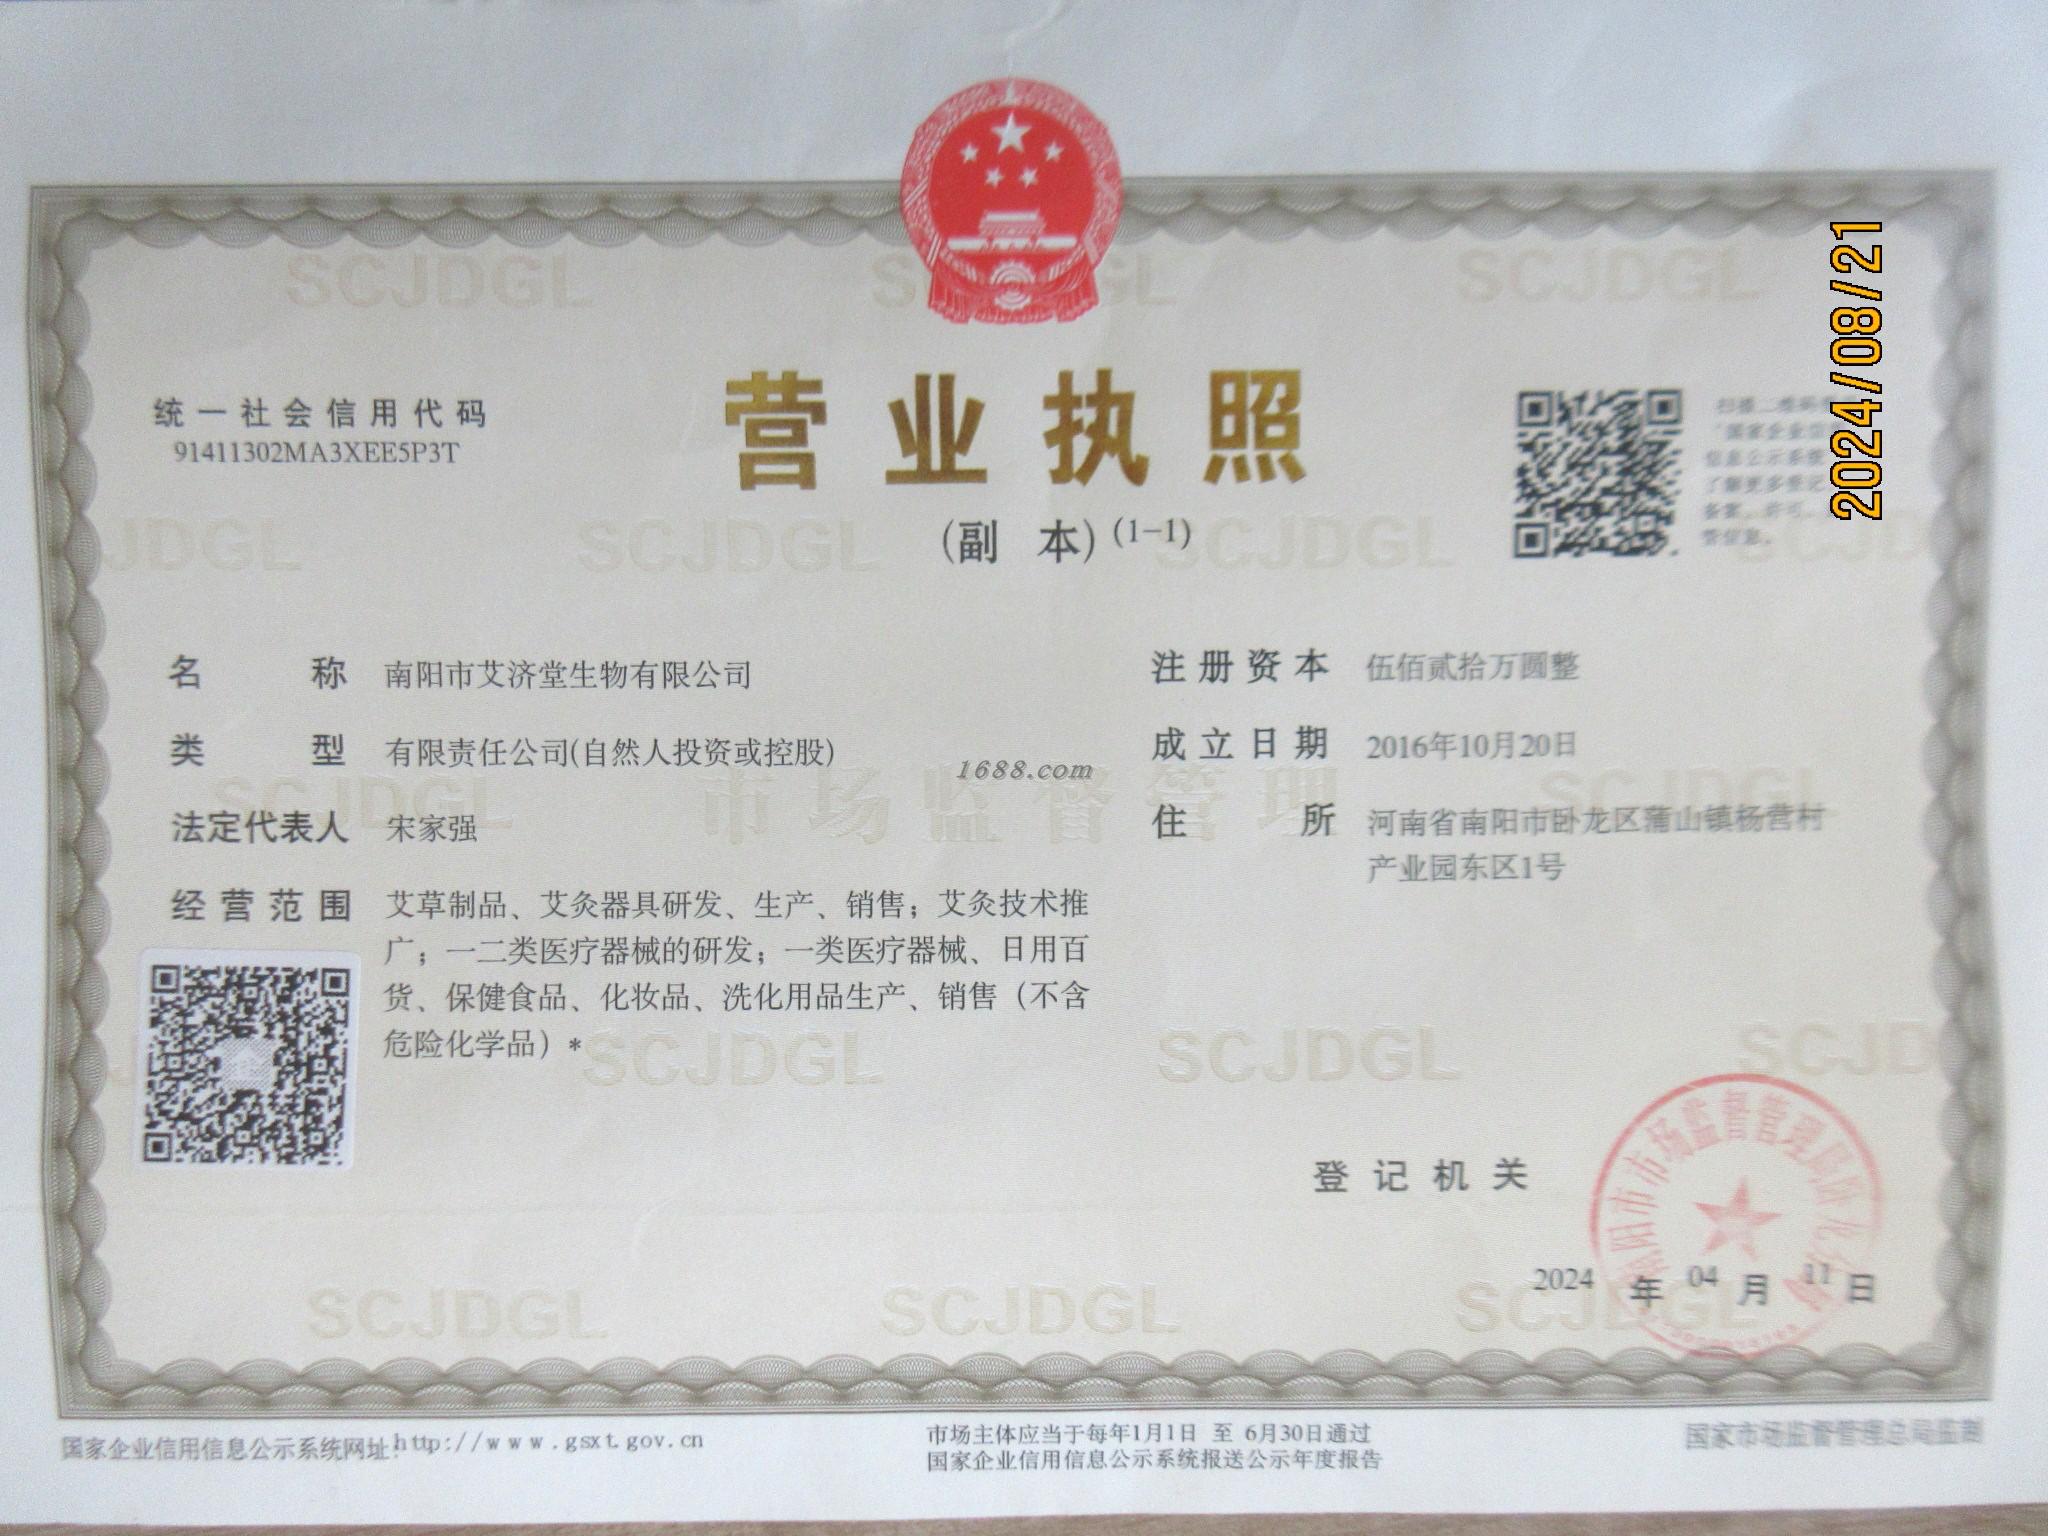 2024/08/21
统一社会信用代码
91411302MA3XEE5P3T
营业执照
(副 本) (1-1)
扫描二维码
了解更多登记
名 称 南阳市艾济堂生物有限公司
类 型 有限责任公司(自然人投资或控股)
法定代表人 宋家强
经营范围 艾草制品、艾灸器具研发、生产、销售；艾灸技术推
广；一二类医疗器械的研发；一类医疗器械、日用百
货、保健食品、化妆品、洗化用品生产、销售（不含
危险化学品）*
注册资本 伍佰贰拾万圆整
成立日期 2016年10月20日
住 所 河南省南阳市卧龙区蒲山镇杨营村
产业园东区1号
1688.com
市场监督管理
SCJDGL
登记机关
2024 年 04 月 11 日
国家企业信用信息公示系统网址:http://www.gsxt.gov.cn
市场主体应当于每年1月1日 至 6月30日通过
国家企业信用信息公示系统报送公示年度报告
国家市场监督管理总局监制